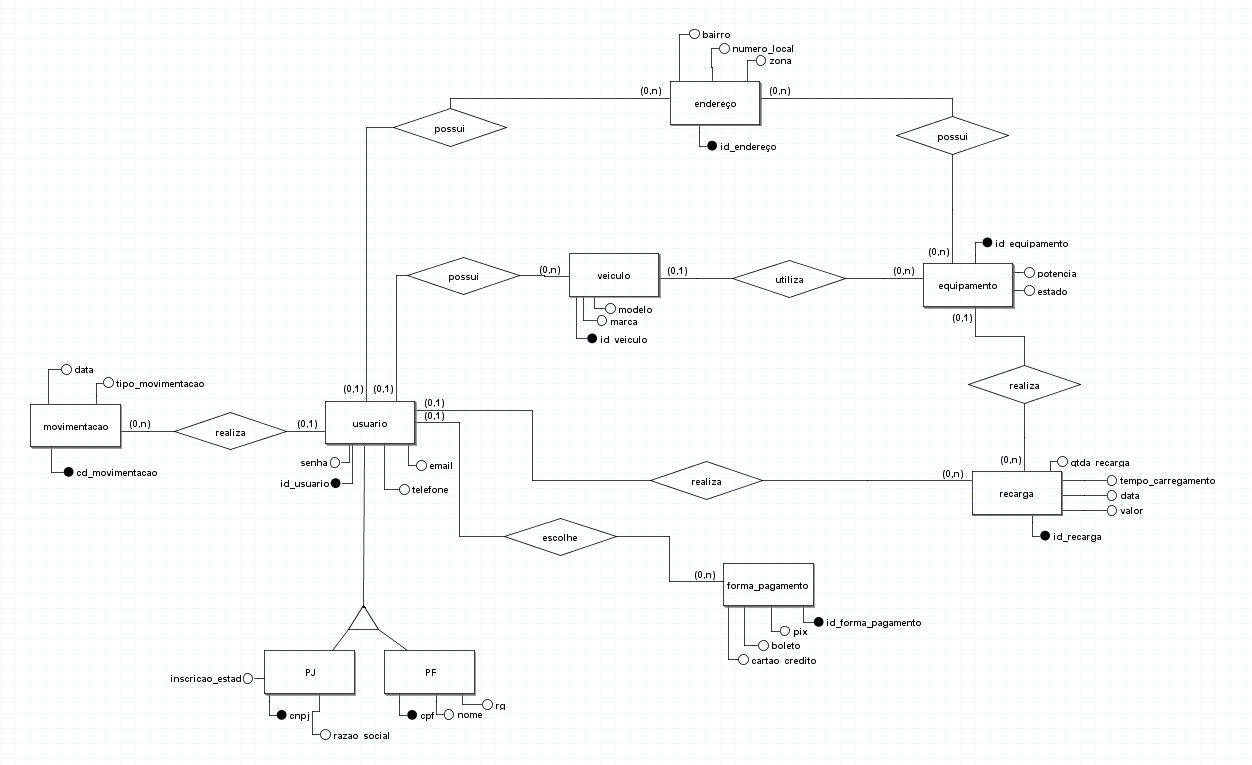 bairro
numero_local
zona
(0,n)
endereço
(0,n)
possui
possui
id_endereço
id_equipamento
(0,n)
possui
(0,n)
veiculo
(0,1)
utiliza
(0,n)
equipamento
potencia
estado
modelo
marca
id_veiculo
(0,1)
data
tipo_movimentacao
realiza
(0,1)
(0,1)
(0,1)
(0,1)
movimentacao
(0,n)
realiza
(0,1)
usuario
cd_movimentacao
senha
email
id_usuario
telefone
realiza
(0,n)
(0,n)
qtda_recarga
tempo_carregamento
recarga
data
valor
id_recarga
escolhe
(0,n)
forma_pagamento
id_forma_pagamento
pix
boleto
cartao_credito
PJ
PF
inscricao_estad
cnpj
razao_social
cpf
nome
rg